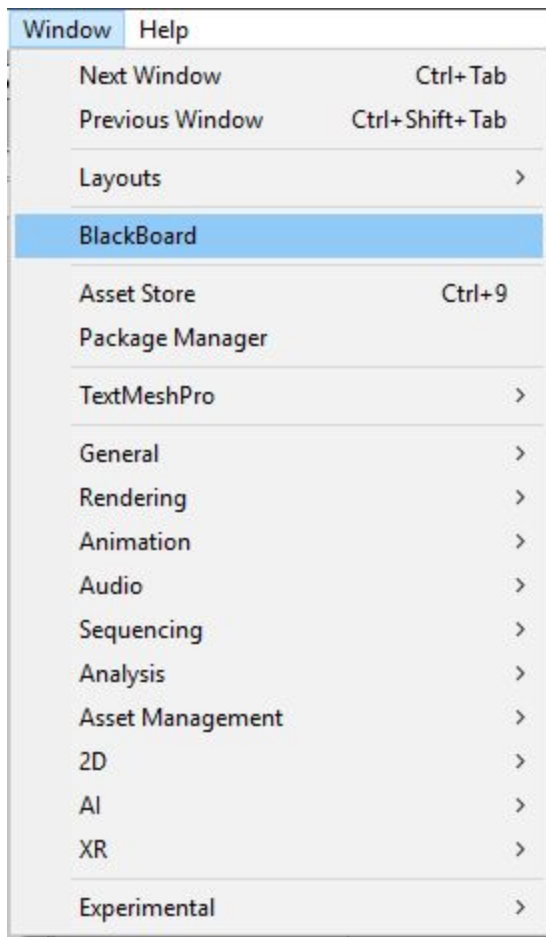 Window Help
Next Window Ctrl+Tab
Previous Window Ctrl+Shift+Tab
Layouts
BlackBoard
Asset Store Ctrl+9
Package Manager
TextMeshPro
General
Rendering
Animation
Audio
Sequencing
Analysis
Asset Management
2D
AI
XR
Experimental